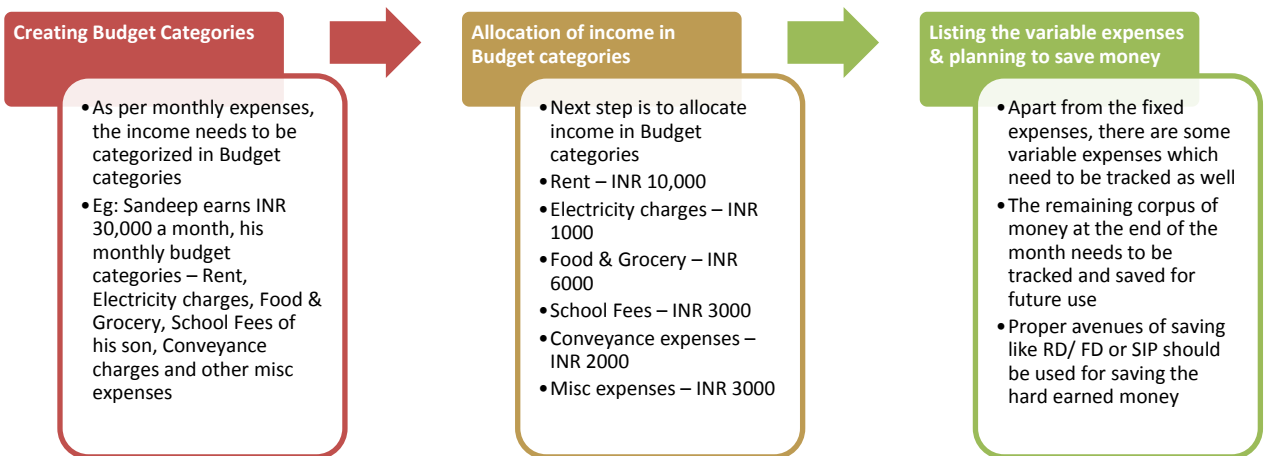 Creating Budget Categories
•As per monthly expenses,
the income needs to be
categorized in Budget
categories
•Eg: Sandeep earns INR
30,000 a month, his
monthly budget
categories – Rent,
Electricity charges, Food &
Grocery, School Fees of
his son, Conveyance
charges and other misc
expenses
Allocation of income in
Budget categories
•Next step is to allocate
income in Budget
categories
•Rent – INR 10,000
•Electricity charges – INR
1000
•Food & Grocery – INR
6000
•School Fees – INR 3000
•Conveyance expenses –
INR 2000
•Misc expenses – INR 3000
Listing the variable expenses
& planning to save money
•Apart from the fixed
expenses, there are some
variable expenses which
need to be tracked as well
•The remaining corpus of
money at the end of the
month needs to be
tracked and saved for
future use
•Proper avenues of saving
like RD/ FD or SIP should
be used for saving the
hard earned money